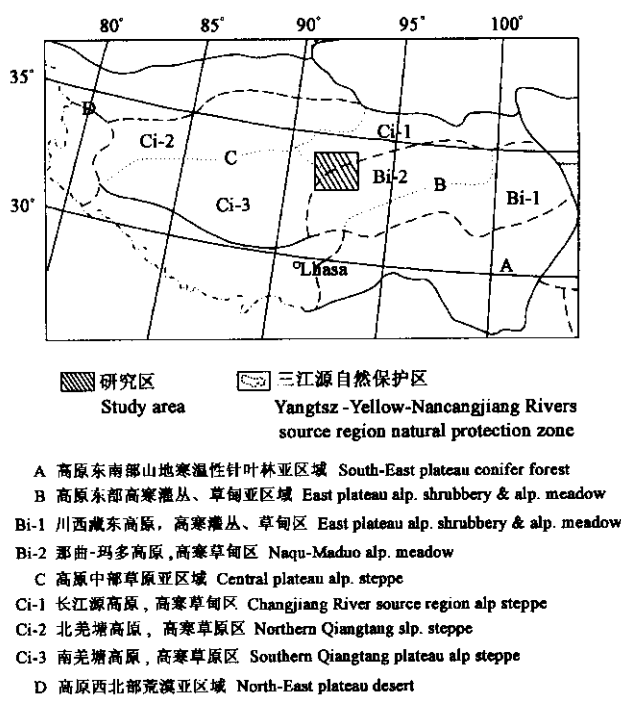 80° 85° 90° 95° 100°
35°
D
Ci-1
Ci-2
C
Bi-2
B
Bi-1
Ci-3
30°
Lhasa
A
研究区 三江源自然保护区
Study area Yangtsz -Yellow-Nancangjiang Rivers
source region natural protection zone
A 高原东南部山地寒温性针叶林亚区域 South-East plateau conifer forest
B 高原东部高寒灌丛、草甸亚区域 East plateau alp. shrubbery & alp. meadow
Bi-1 川西藏东高原，高寒灌丛、草甸区 East plateau alp. shrubbery & alp. meadow
Bi-2 那曲-玛多高原,高寒草甸区 Naqu-Maduo alp. meadow
C 高原中部草原亚区域 Central plateau alp. steppe
Ci-1 长江源高原，高寒草甸区 Changjiang River source region alp steppe
Ci-2 北羌塘高原，高寒草原区 Northern Qiangtang slp. steppe
Ci-3 南羌塘高原，高寒草原区 Southern Qiangtang plateau alp steppe
D 高原西北部荒漠亚区域 North-East plateau desert